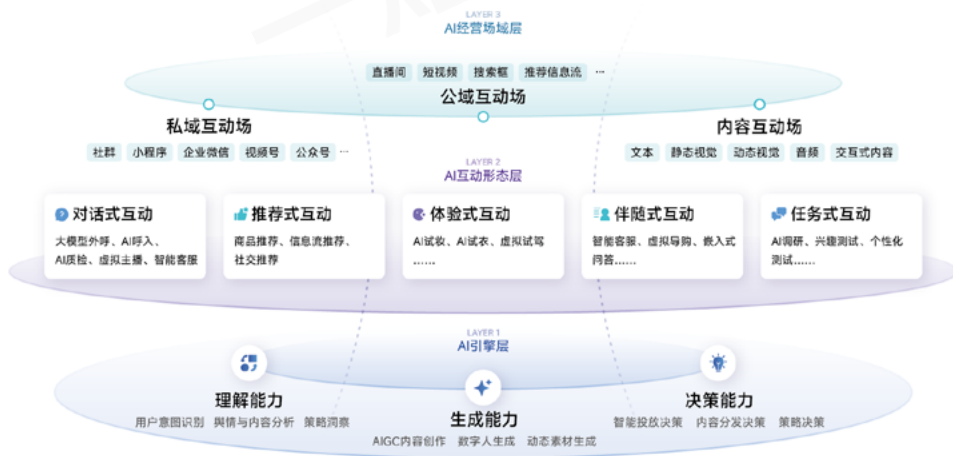 LAYER 3
AI经营场域层
直播间 短视频 搜索框 推荐信息流 ...
公域互动场
私域互动场
社群 小程序 企业微信 视频号 公众号 ...
内容互动场
文本 静态视觉 动态视觉 音频 交互式内容
LAYER 2
AI互动形态层
对话式互动
大模型外呼、AI呼入、
AI质检、虚拟主播、智能客服
推荐式互动
商品推荐、信息流推荐、
社交推荐
体验式互动
AI试妆、AI试衣、虚拟试驾
......
伴随式互动
智能客服、虚拟导购、嵌入式
问答......
任务式互动
AI调研、兴趣测试、个性化
测试......
LAYER 1
AI引擎层
理解能力
用户意图识别 舆情与内容分析 策略洞察
生成能力
AIGC内容创作 数字人生成 动态素材生成
决策能力
智能投放决策 内容分发决策 策略决策